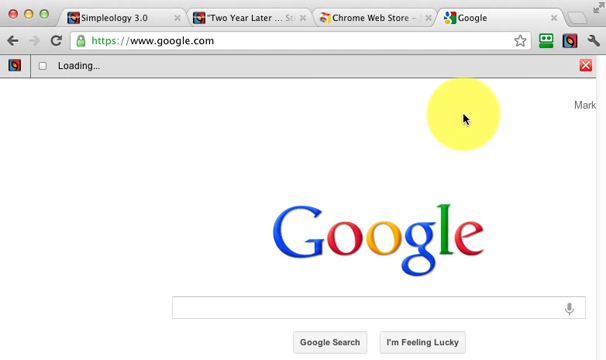 Simpleology 3.0
"Two Year Later ... St
Chrome Web Store -
Google
https://www.google.com
Loading...
Mark
Google
Google Search
I'm Feeling Lucky